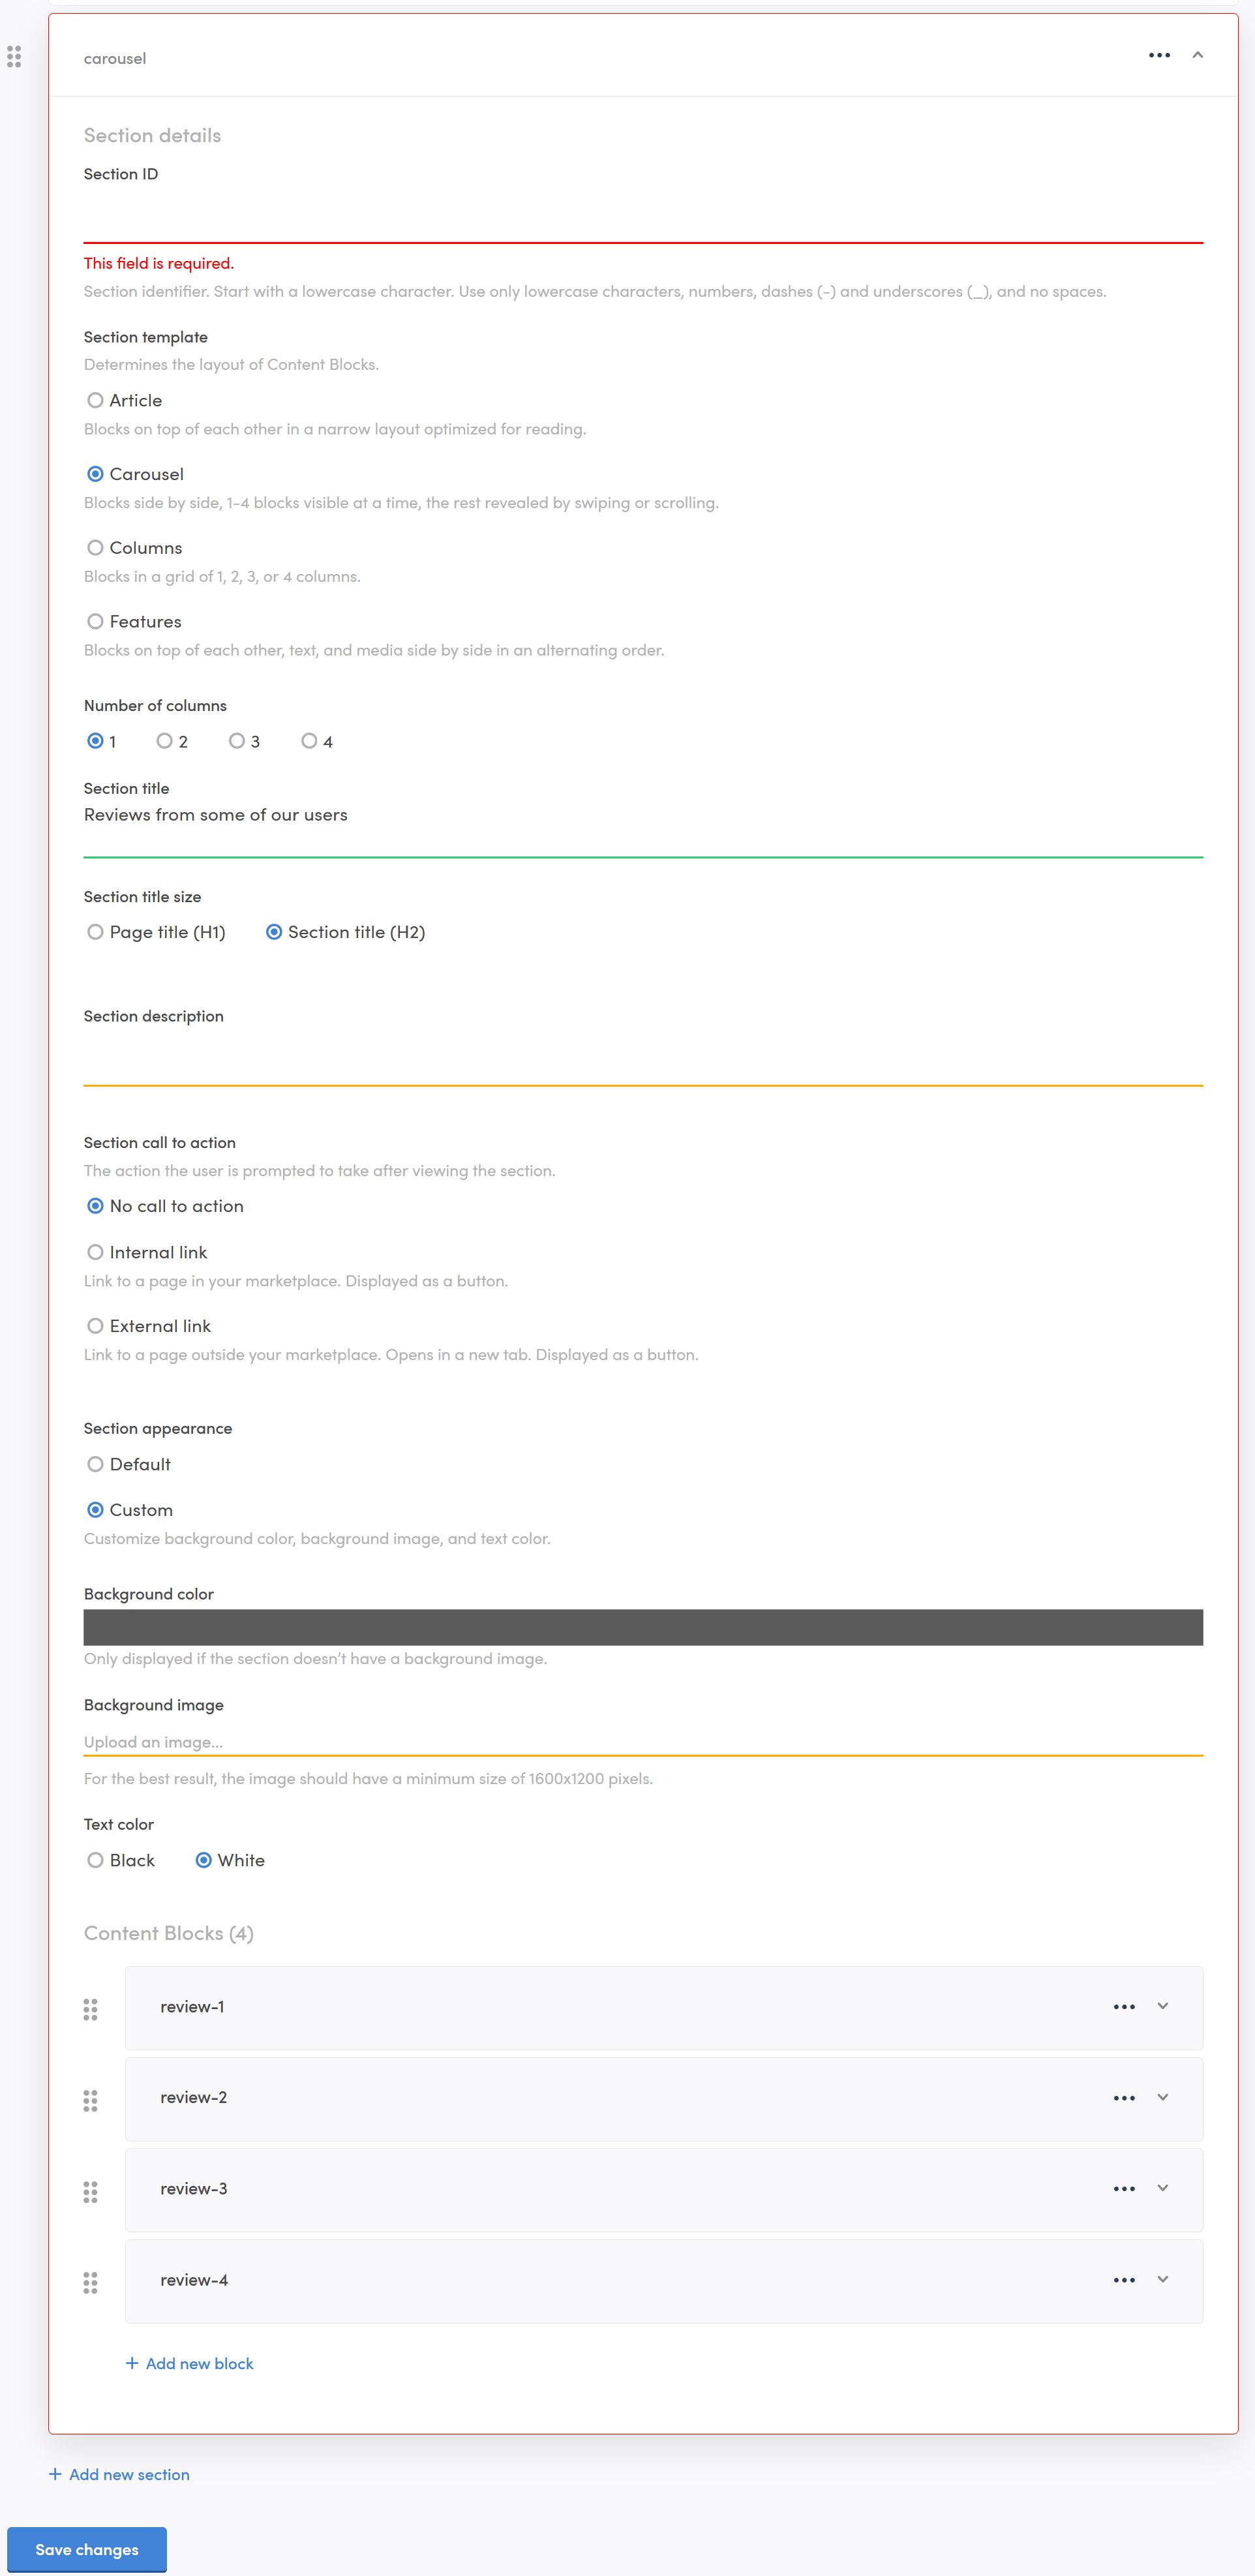 carousel
Section details
Section ID
This field is required.
Section identifier. Start with a lowercase character. Use only lowercase characters, numbers, dashes (-) and underscores (_), and no spaces.
Section template
Determines the layout of Content Blocks.
Article
Blocks on top of each other in a narrow layout optimized for reading.
Carousel
Blocks side by side, 1-4 blocks visible at a time, the rest revealed by swiping or scrolling.
Columns
Blocks in a grid of 1, 2, 3, or 4 columns.
Features
Blocks on top of each other, text, and media side by side in an alternating order.
Number of columns
1 2 3 4
Section title
Reviews from some of our users
Section title size
Page title (H1) Section title (H2)
Section description
Section call to action
The action the user is prompted to take after viewing the section.
No call to action
Internal link
Link to a page in your marketplace. Displayed as a button.
External link
Link to a page outside your marketplace. Opens in a new tab. Displayed as a button.
Section appearance
Default
Custom
Customize background color, background image, and text color.
Background color
Only displayed if the section doesn't have a background image.
Background image
Upload an image...
For the best result, the image should have a minimum size of 1600x1200 pixels.
Text color
Black White
Content Blocks (4)
review-1
review-2
review-3
review-4
+ Add new block
+ Add new section
Save changes